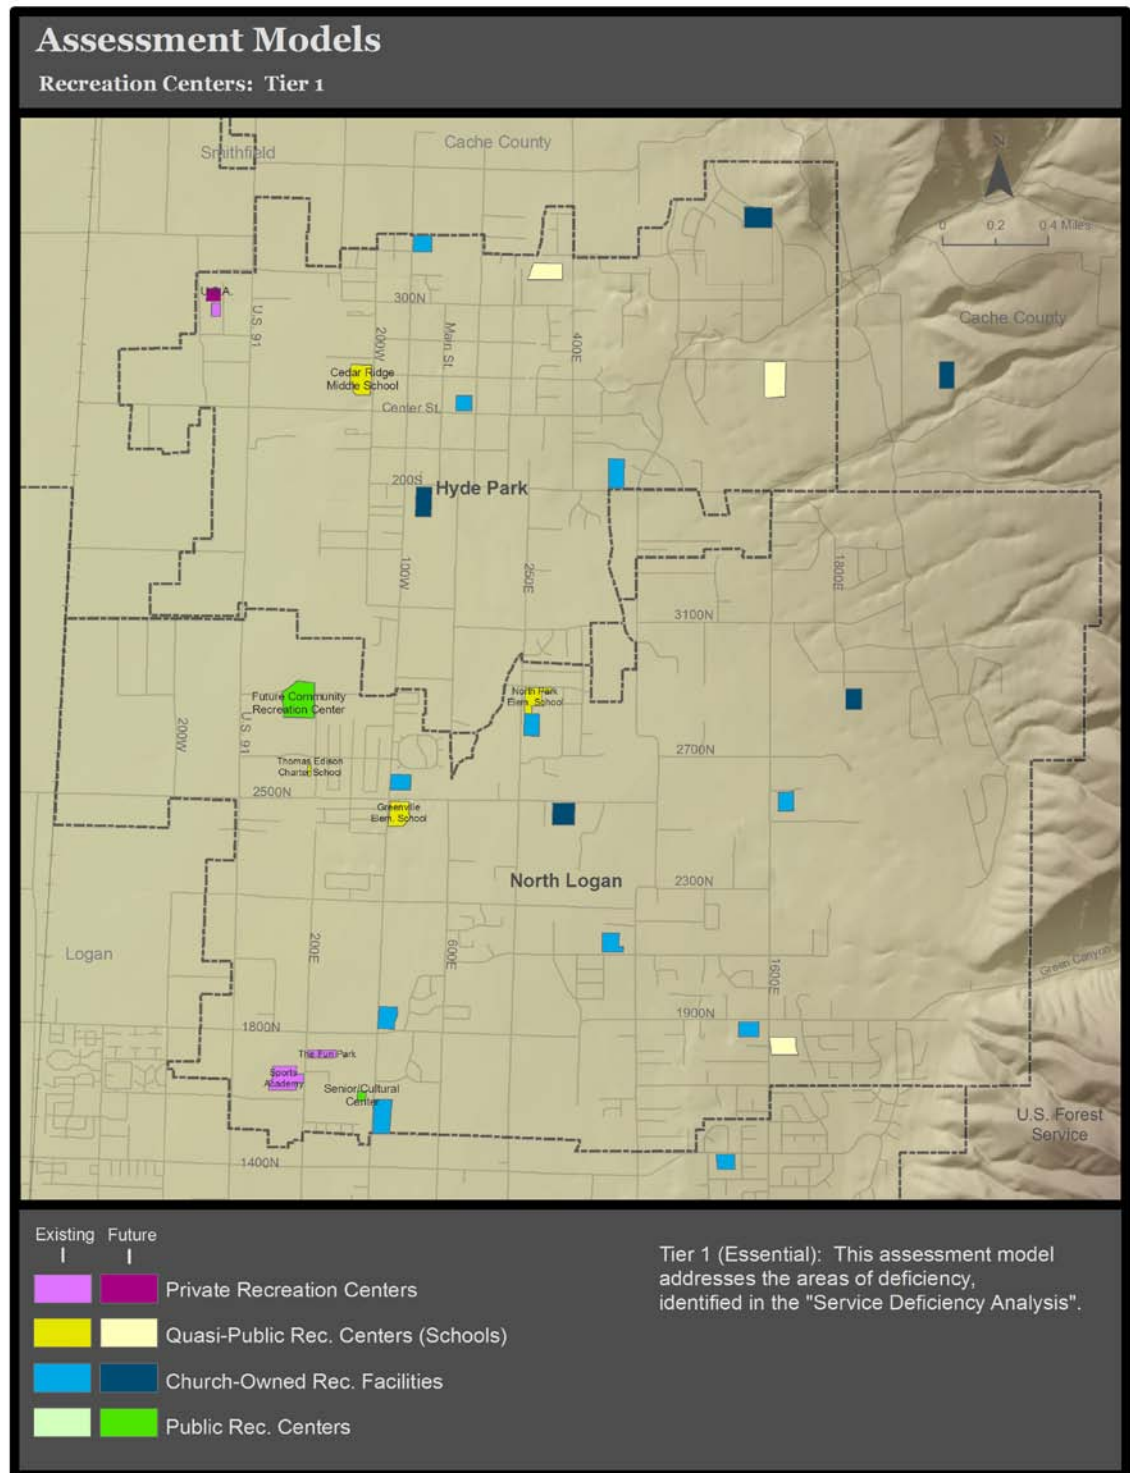 Assessment Models
Recreation Centers: Tier 1
Smithfield
Cache County
N
0 0.2 0.4 Miles
300N
U.S. 91
200W
Main St.
400E
Cache County
Cedar Ridge
Middle School
Center St.
200S
Hyde Park
100W
250E
1800E
3100N
Future Community
Recreation Center
North Park
Elem. School
200W
U.S. 91
2700N
Thomas Edison
Charter School
2500N
Greenville
Elem. School
North Logan
2300N
Logan
200E
600E
1600E
Green Canyon
1900N
1800N
The Fun Park
Sports
Academy
Senior/Cultural
Center
U.S. Forest
Service
1400N
Existing Future
Private Recreation Centers
Quasi-Public Rec. Centers (Schools)
Church-Owned Rec. Facilities
Public Rec. Centers
Tier 1 (Essential): This assessment model
addresses the areas of deficiency,
identified in the "Service Deficiency Analysis".